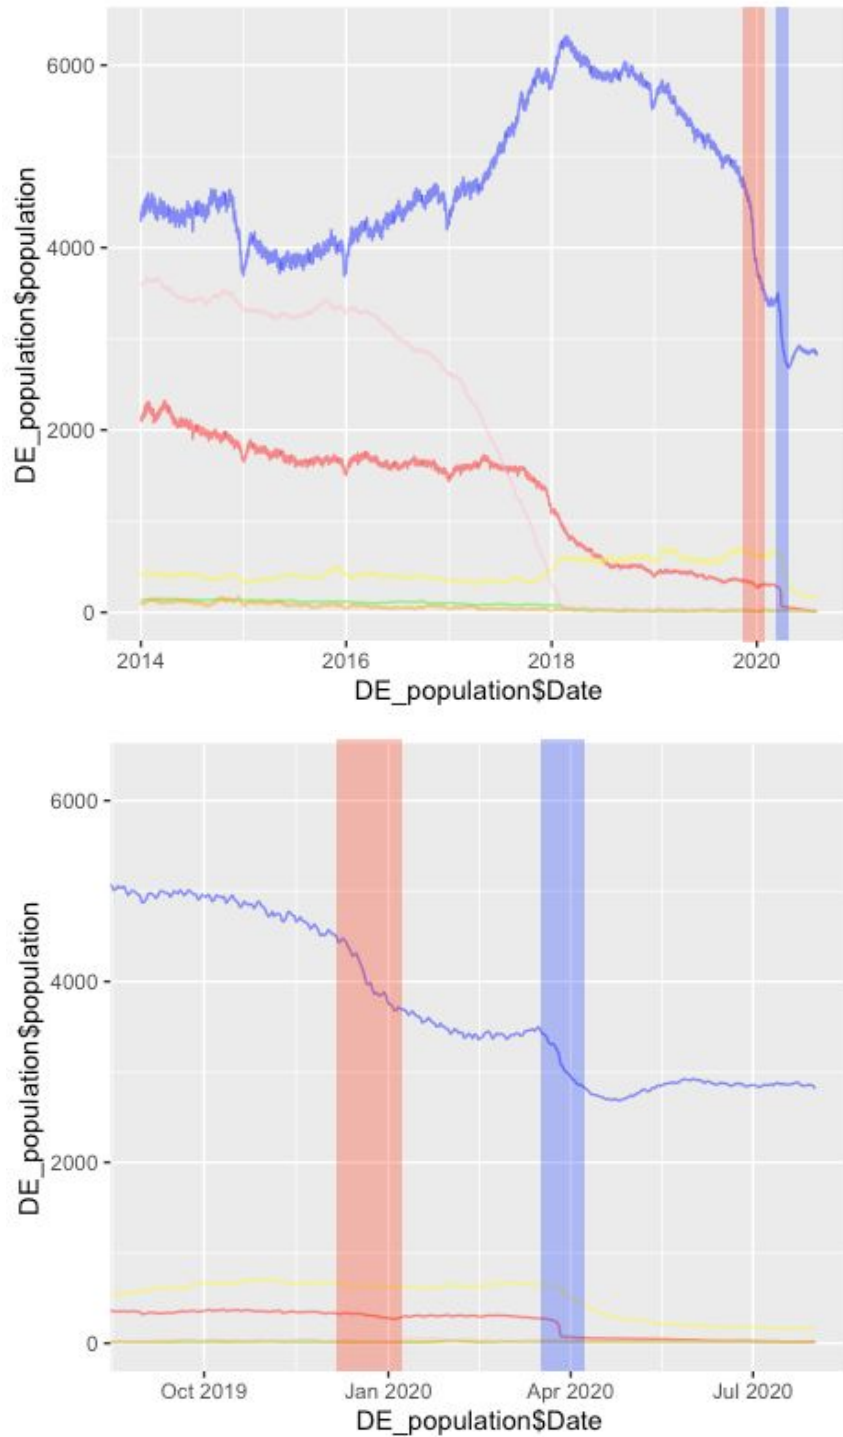 DE_population$population
6000
4000
2000
0
2014 2016 2018 2020
DE_population$Date
DE_population$population
6000
4000
2000
0
Oct 2019 Jan 2020 Apr 2020 Jul 2020
DE_population$Date